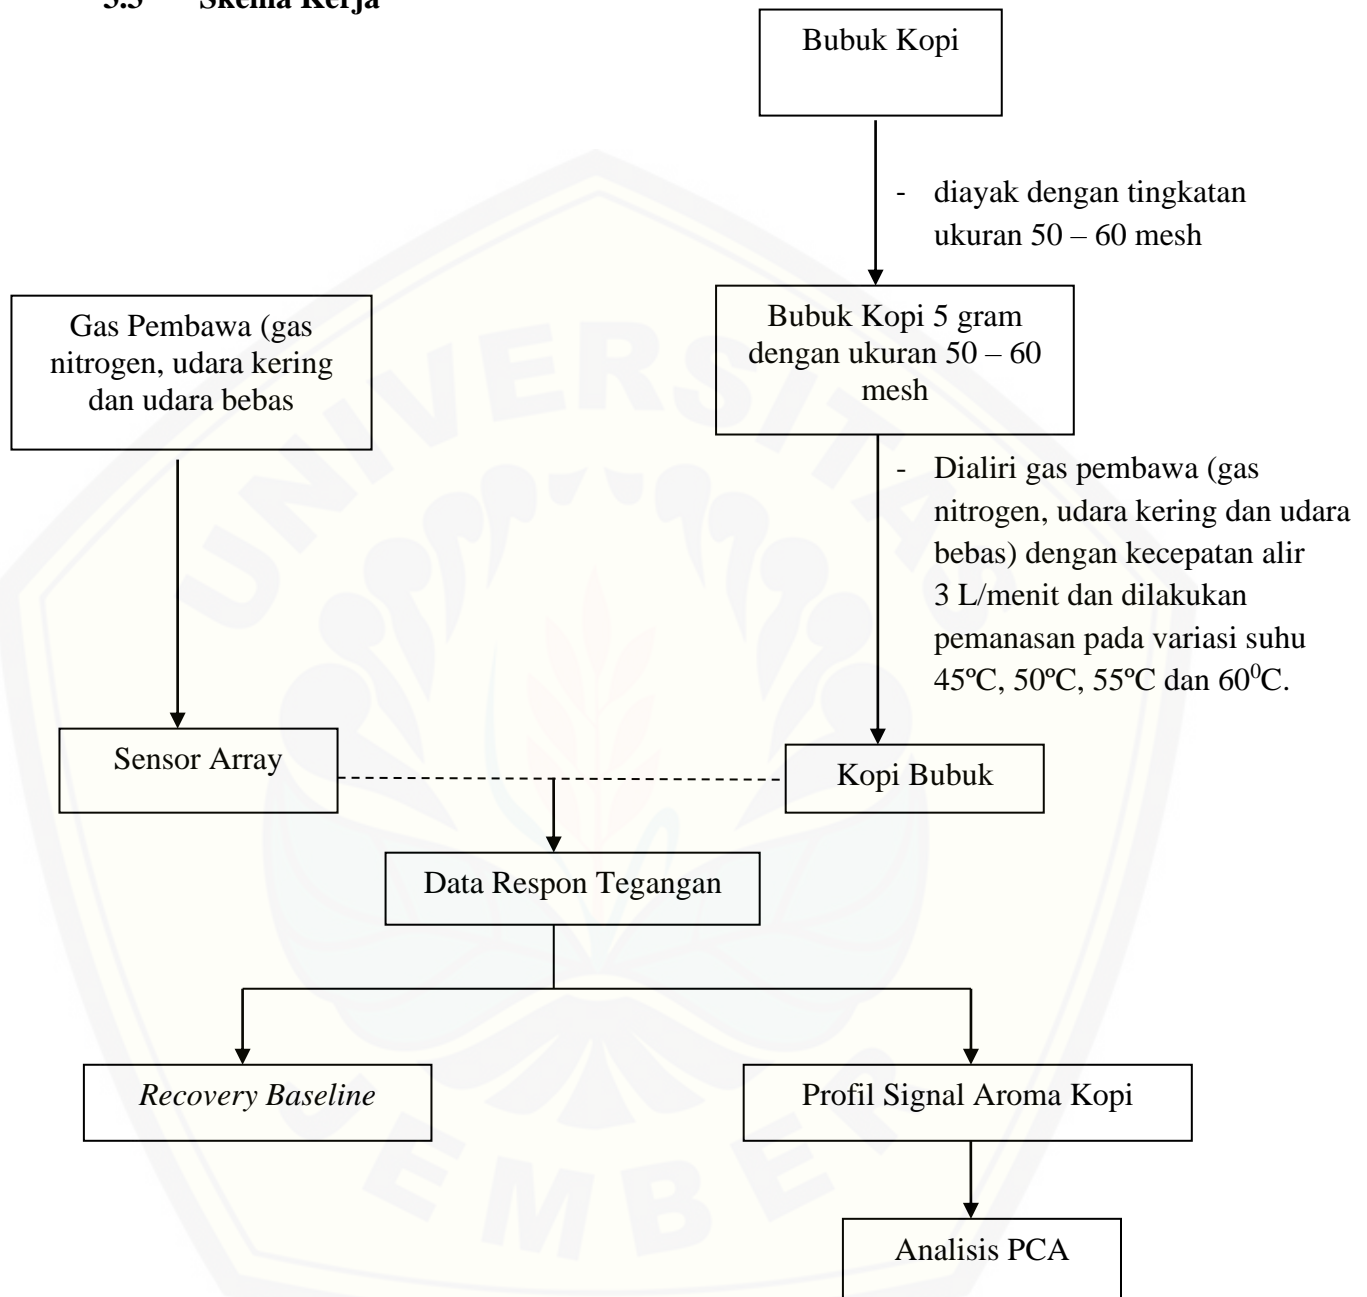 Skema Kerja
Bubuk Kopi
- diayak dengan tingkatan
ukuran 50 – 60 mesh
Gas Pembawa (gas
nitrogen, udara kering
dan udara bebas
Bubuk Kopi 5 gram
dengan ukuran 50 – 60
mesh
- Dialiri gas pembawa (gas
nitrogen, udara kering dan udara
bebas) dengan kecepatan alir
3 L/menit dan dilakukan
pemanasan pada variasi suhu
45ºC, 50ºC, 55ºC dan 60⁰C.
Sensor Array
Kopi Bubuk
Data Respon Tegangan
Recovery Baseline
Profil Signal Aroma Kopi
Analisis PCA
UNIVERSITAS
JEMBER